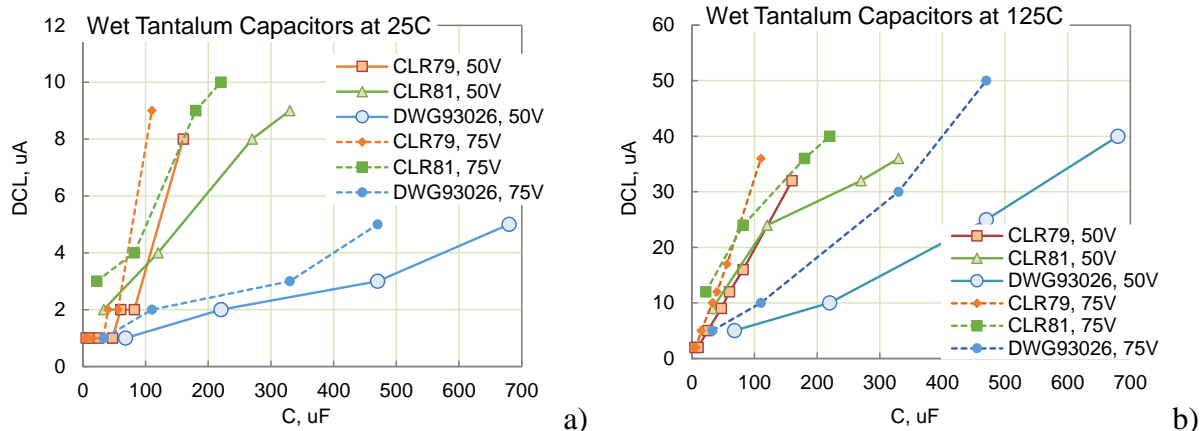 Wet Tantalum Capacitors at 25C
12
10
8
6
4
2
0
DCL, uA
0 100 200 300 400 500 600 700
C, uF
CLR79, 50V
CLR81, 50V
DWG93026, 50V
CLR79, 75V
CLR81, 75V
DWG93026, 75V
a)
Wet Tantalum Capacitors at 125C
60
50
40
30
20
10
0
DCL, uA
0 100 200 300 400 500 600 700
C, uF
CLR79, 50V
CLR81, 50V
DWG93026, 50V
CLR79, 75V
CLR81, 75V
DWG93026, 75V
b)